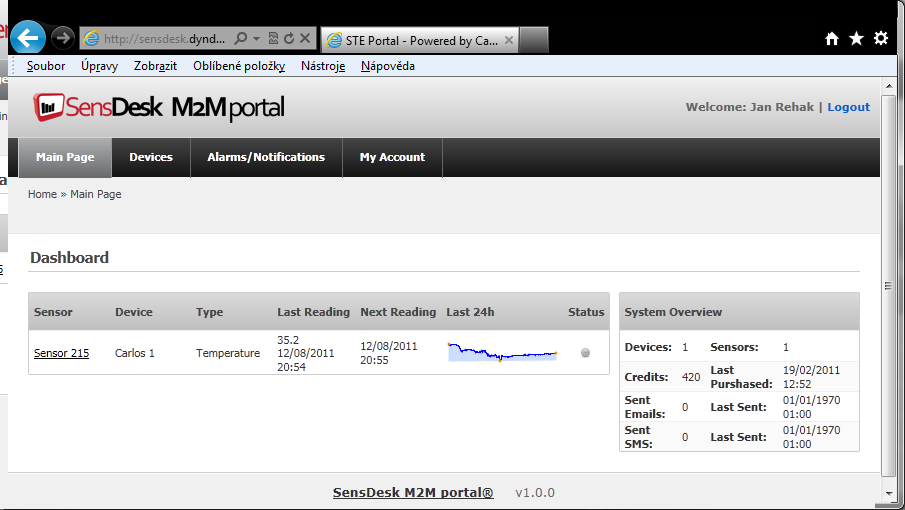 http://sensdesk.dynd...
STE Portal - Powered by Ca...
Soubor Úpravy Zobrazit Oblíbené položky Nástroje Nápověda
SensDesk M2M portal
Welcome: Jan Rehak | Logout
Main Page Devices Alarms/Notifications My Account
Home » Main Page
Dashboard
Sensor Device Type Last Reading Next Reading Last 24h Status
Sensor 215 Carlos 1 Temperature
35.2
12/08/2011
20:54
12/08/2011
20:55
System Overview
Devices: 1 Sensors: 1
Credits: 420
Last
Purshased:
19/02/2011
12:52
Sent
Emails:
0 Last Sent:
01/01/1970
01:00
Sent
SMS:
0 Last Sent:
01/01/1970
01:00
SensDesk M2M portal® v1.0.0